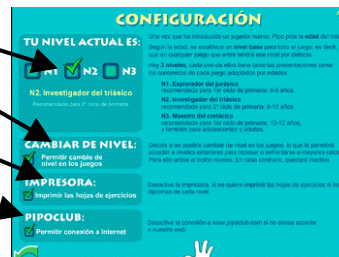 CONFIGURACIÓN
TU NIVEL ACTUAL ES:
N1 N2 N3
N2. Investigador del triásico
Recomendado para 2º ciclo de primaria
Una vez que ha introducido un jugador nuevo, Pipo pide la edad del mis
Según la edad, se establece un nivel base para todo el juego, es decir,
que en cualquier juego que entre tendrá ese nivel por defecto.
Hay 3 niveles, cada uno de ellos tiene tanto las presentaciones como
los contenidos de cada juego adaptados por edades.
N1. Explorador del jurásico
recomendado para 1er ciclo de primaria, 6-8 años.
N2. Investigador del triásico
recomendado para 2º ciclo de primaria, 8-10 años.
N3. Maestro del cretácico
recomendado para 3er ciclo de primaria, 10-12 años,
y también para adolescentes y adultos.
CAMBIAR DE NIVEL:
Permitir cambio de
nivel en los juegos
Decida si es posible cambiar de nivel en los juegos, lo que le permitirá
acceder a niveles anteriores para repasar o enfrentarse a mayores retos
Para ello active el botón niveles. En caso contrario, quedará inactivo.
IMPRESORA:
Imprimir las hojas de ejercicios
Desactive la impresora, si no quiere imprimir las hojas de ejercicios ni los
diplomas de cada nivel
PIPOCLUB:
Permitir conexión a Internet
Desactive la conexión a www.pipoclub.com si no desea acceder
a nuestra web.